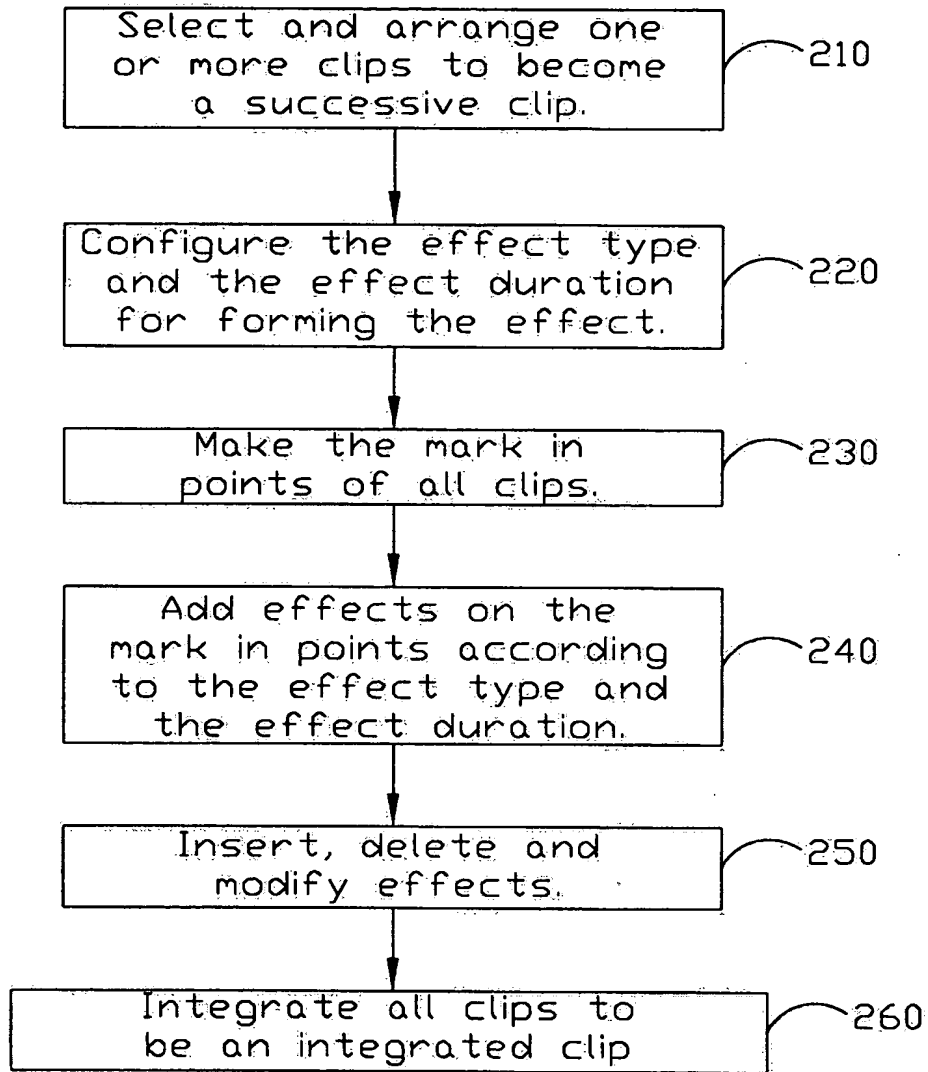 Select and arrange one
or more clips to become
a successive clip.
210
Configure the effect type
and the effect duration
for forming the effect.
220
Make the mark in
points of all clips.
230
Add effects on the
mark in points according
to the effect type and
the effect duration.
240
Insert, delete and
modify effects.
250
Integrate all clips to
be an integrated clip
260